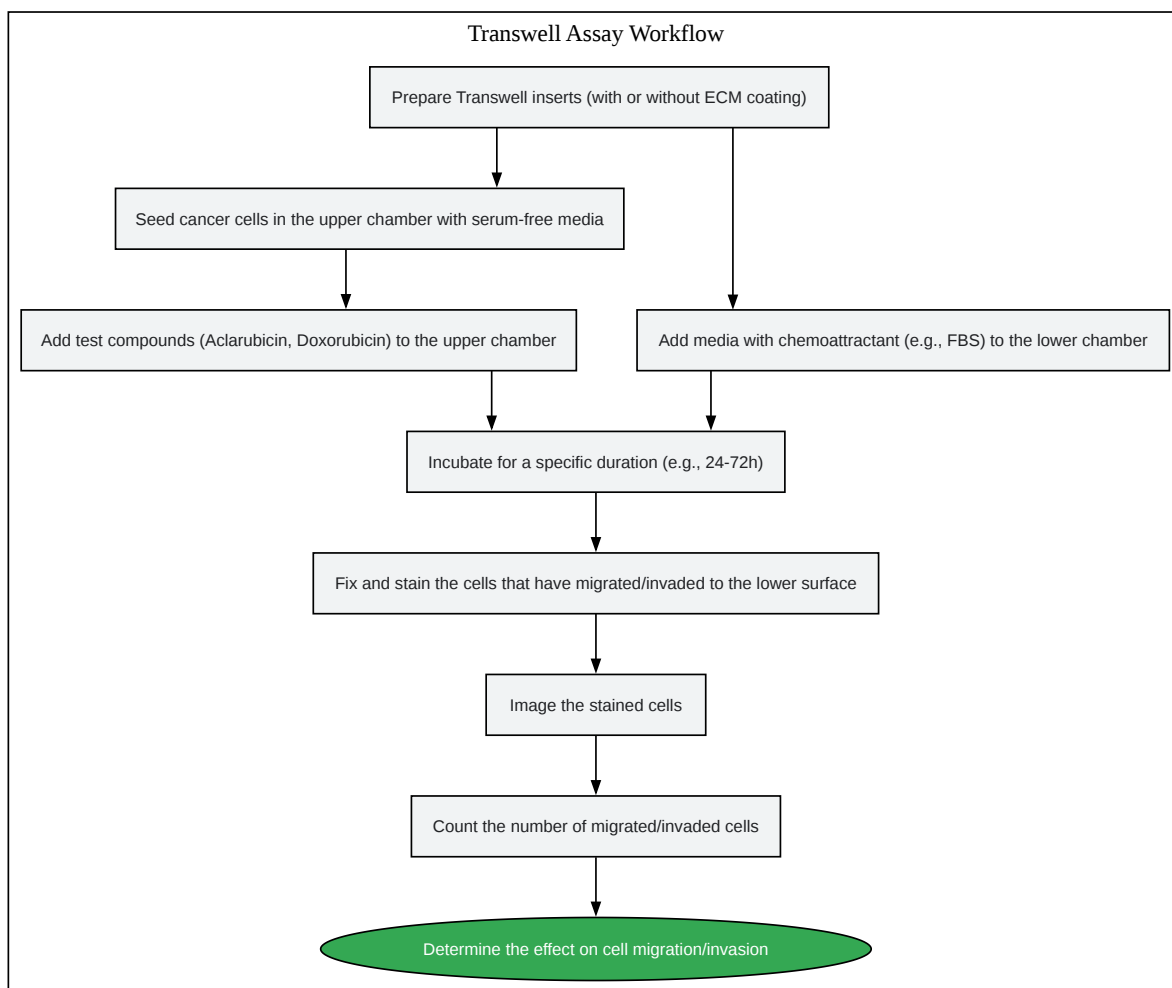 Transwell Assay Workflow
Prepare Transwell inserts (with or without ECM coating)
Seed cancer cells in the upper chamber with serum-free media
Add test compounds (Aclarubicin, Doxorubicin) to the upper chamber
Add media with chemoattractant (e.g., FBS) to the lower chamber
Incubate for a specific duration (e.g., 24-72h)
Fix and stain the cells that have migrated/invaded to the lower surface
Image the stained cells
Count the number of migrated/invaded cells
Determine the effect on cell migration/invasion